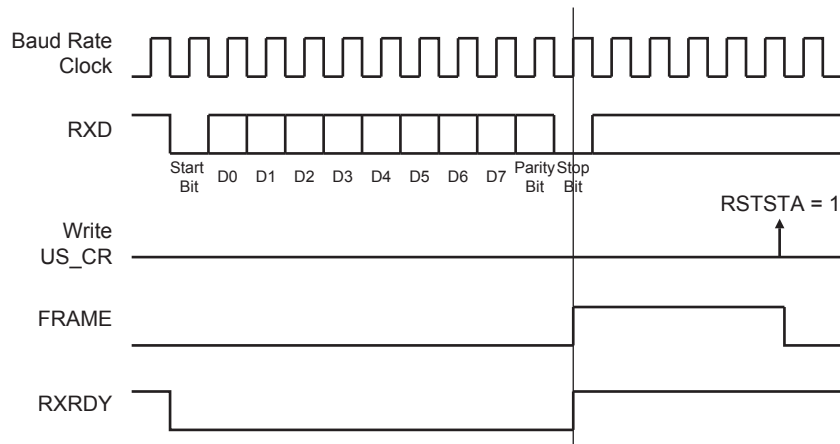 Baud Rate
Clock
RXD
Start
Bit
D0 D1 D2 D3 D4 D5 D6 D7
Parity
Bit
Stop
Bit
RSTSTA = 1
Write
US_CR
FRAME
RXRDY